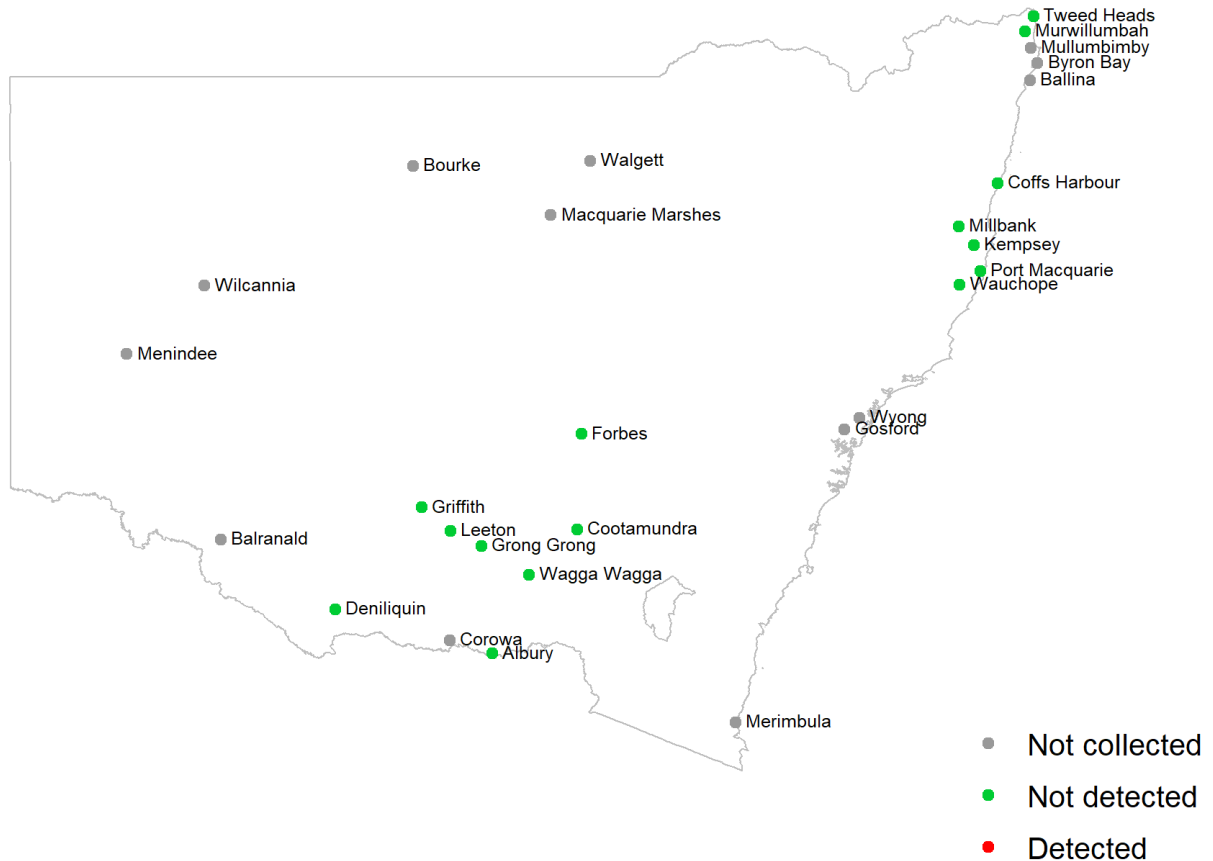 Tweed Heads
Murwillumbah
Mullumbimby
Byron Bay
Ballina
Walgett
Bourke
Coffs Harbour
Macquarie Marshes
Millbank
Kempsey
Port Macquarie
Wauchope
Wilcannia
Menindee
Wyong
Gosford
Forbes
Griffith
Cootamundra
Leeton
Balranald
Grong Grong
Wagga Wagga
Deniliquin
Corowa
Albury
Merimbula
Not collected
Not detected
Detected